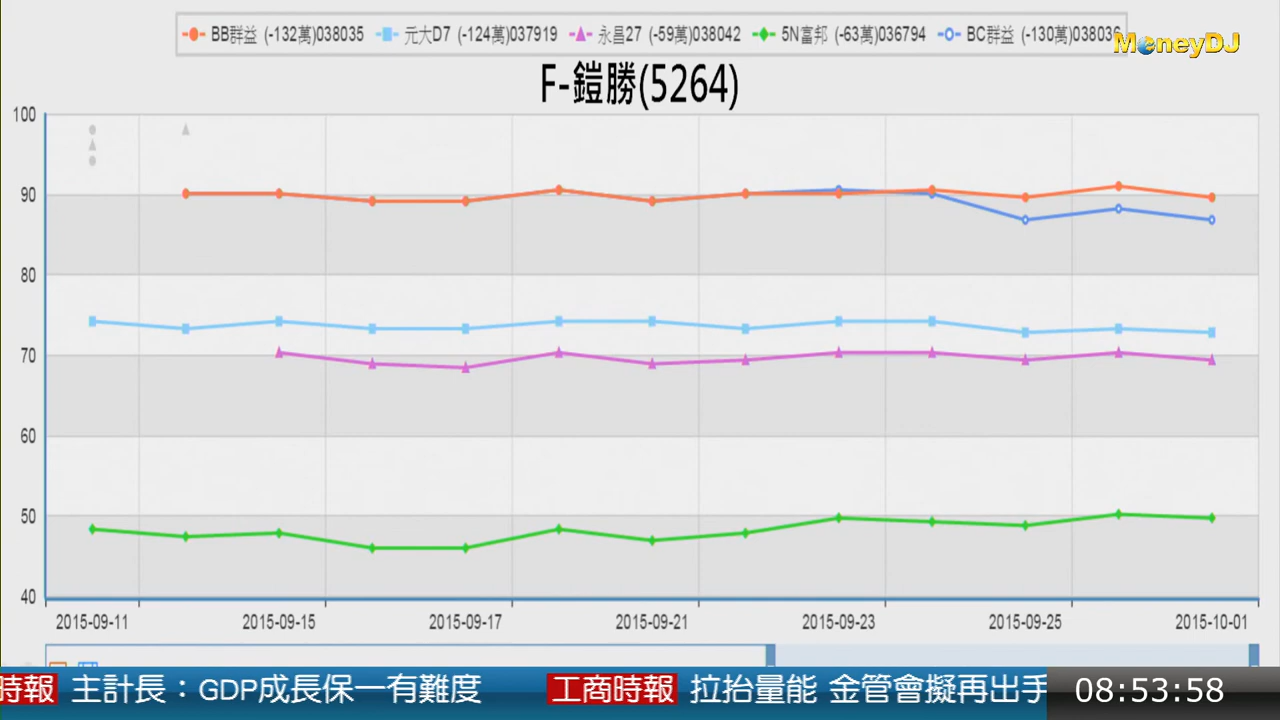 BB群益 (-132萬)038035 元大D7 (-124萬)037919 永昌27 (-59萬)038042 5N富邦 (-63萬)036794 BC群益 (-130萬)038036
MoneyDJ
F-鎧勝(5264)
100
90
80
70
60
50
40
2015-09-11 2015-09-15 2015-09-17 2015-09-21 2015-09-23 2015-09-25 2015-10-01
時報 主計長：GDP成長保一有難度 工商時報 拉抬量能 金管會擬再出手 08:53:58